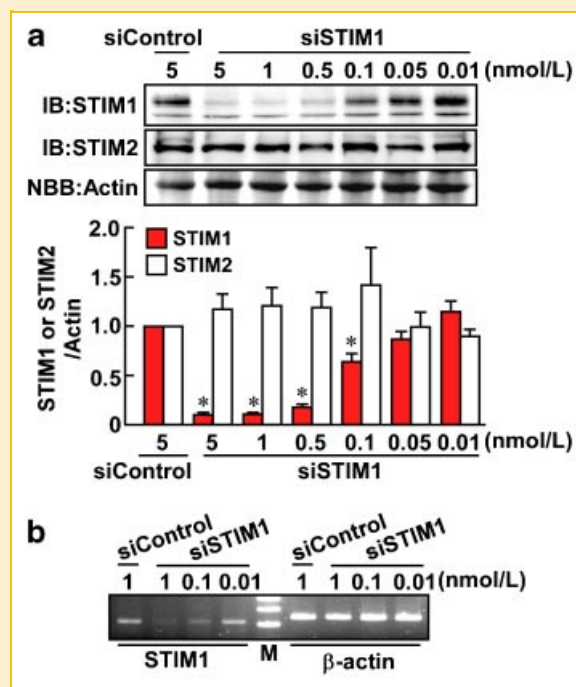 a
siControl siSTIM1
5 5 1 0.5 0.1 0.05 0.01 (nmol/L)
IB:STIM1
IB:STIM2
NBB:Actin
STIM1 or STIM2
/Actin
2.0
1.5
1.0
0.5
0
STIM1
STIM2
* * * *
5 5 1 0.5 0.1 0.05 0.01 (nmol/L)
siControl siSTIM1
b
siControl siSTIM1 siControl siSTIM1
1 1 0.1 0.01 1 1 0.1 0.01 (nmol/L)
STIM1 M β-actin